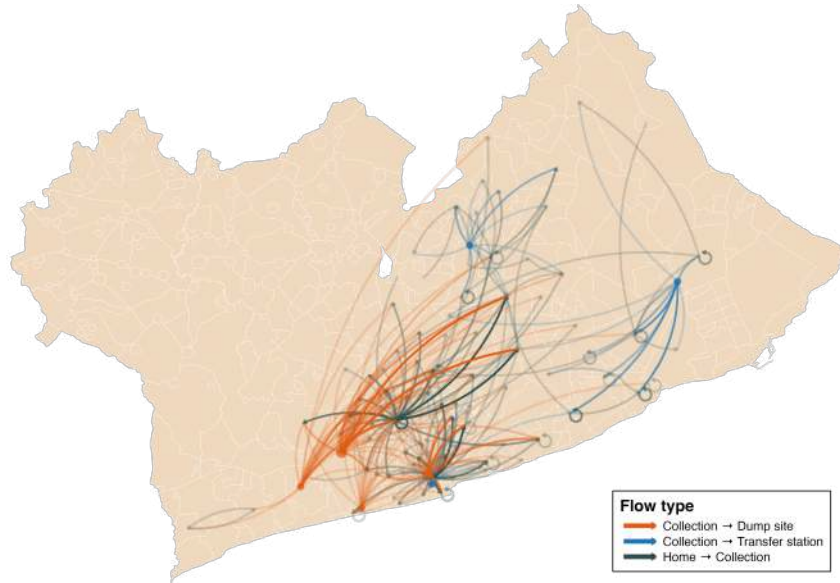 Flow type
Collection → Dump site
Collection → Transfer station
Home → Collection